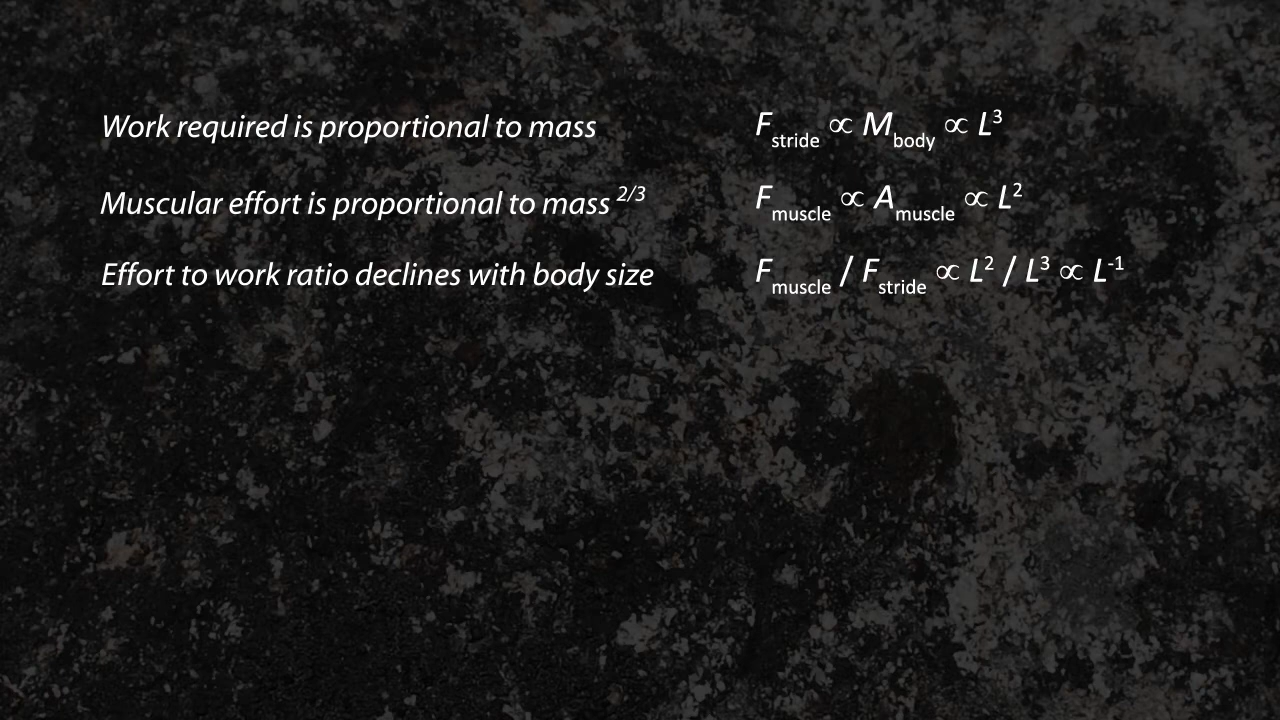 Work required is proportional to mass F_stride ∝ M_body ∝ L³
Muscular effort is proportional to mass ^2/3 F_muscle ∝ A_muscle ∝ L²
Effort to work ratio declines with body size F_muscle / F_stride ∝ L² / L³ ∝ L⁻¹